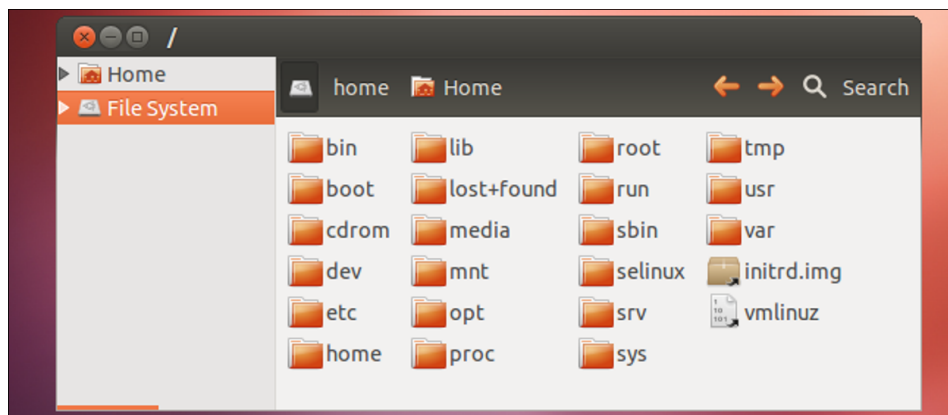 /
Home
File System
home Home Search
bin lib root tmp
boot lost+found run usr
cdrom media sbin var
dev mnt selinux initrd.img
etc opt srv vmlinuz
home proc sys